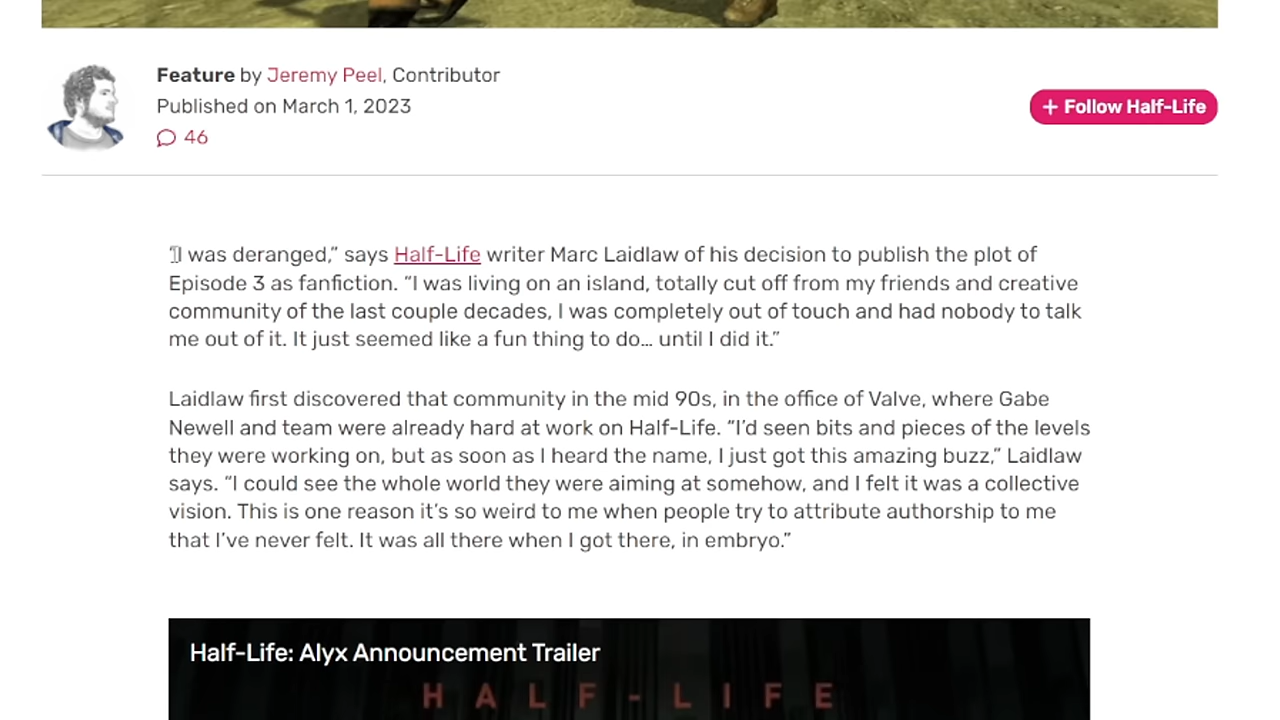 Feature by Jeremy Peel, Contributor
Published on March 1, 2023
46
+ Follow Half-Life
“I was deranged,” says Half-Life writer Marc Laidlaw of his decision to publish the plot of
Episode 3 as fanfiction. “I was living on an island, totally cut off from my friends and creative
community of the last couple decades, I was completely out of touch and had nobody to talk
me out of it. It just seemed like a fun thing to do… until I did it.”
Laidlaw first discovered that community in the mid 90s, in the office of Valve, where Gabe
Newell and team were already hard at work on Half-Life. “I’d seen bits and pieces of the levels
they were working on, but as soon as I heard the name, I just got this amazing buzz,” Laidlaw
says. “I could see the whole world they were aiming at somehow, and I felt it was a collective
vision. This is one reason it’s so weird to me when people try to attribute authorship to me
that I’ve never felt. It was all there when I got there, in embryo.”
Half-Life: Alyx Announcement Trailer
HALF-LIFE